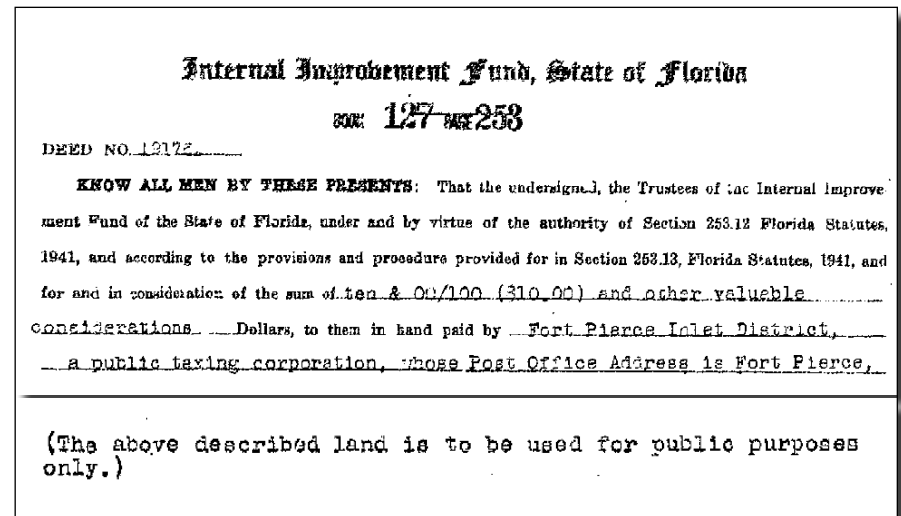 Internal Improvement Fund, State of Florida
BOOK 127 PAGE 253
DEED NO.
KNOW ALL MEN BY THESE PRESENTS: That the undersigned, the Trustees of the Internal Improve-
ment Fund of the State of Florida, under and by virtue of the authority of Section 253.12 Florida Statutes,
1941, and according to the provisions and procedure provided for in Section 253.13, Florida Statutes, 1941, and
for and in consideration of the sum of ten & 00/100 ($10.00) and other valuable
considerations Dollars, to them in hand paid by Fort Pierce Inlet District,
a public taxing corporation, whose Post Office Address is Fort Pierce,
(The above described land is to be used for public purposes
only.)